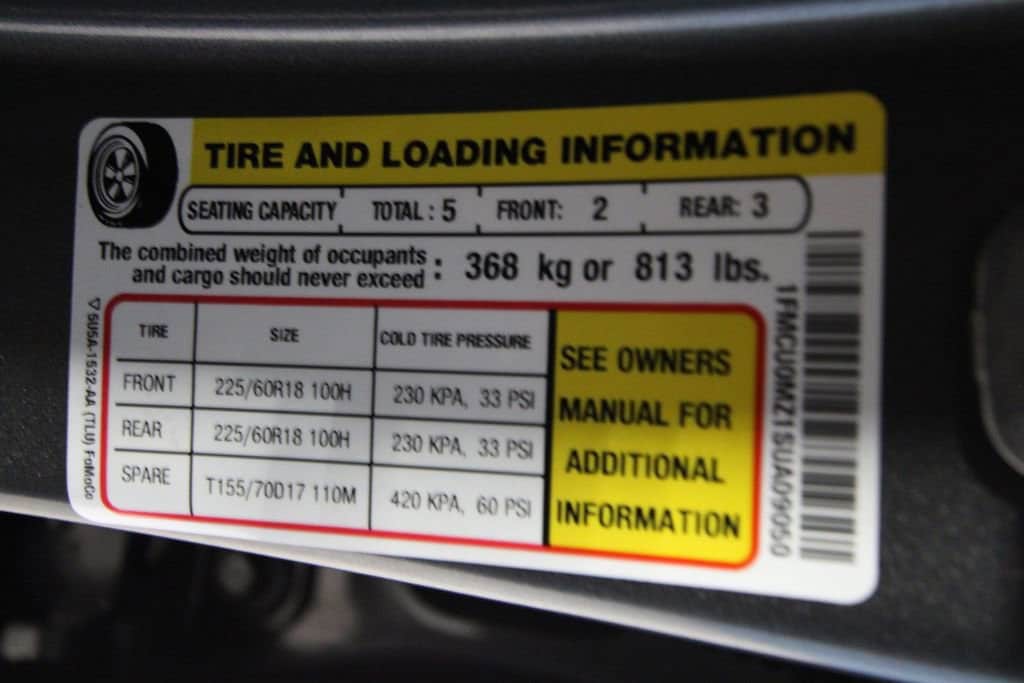 TIRE AND LOADING INFORMATION
SEATING CAPACITY TOTAL : 5 FRONT: 2 REAR: 3
The combined weight of occupants
and cargo should never exceed : 368 kg or 813 lbs.
TIRE SIZE COLD TIRE PRESSURE
FRONT 225/60R18 100H 230 KPA, 33 PSI
REAR 225/60R18 100H 230 KPA, 33 PSI
SPARE T155/70D17 110M 420 KPA, 60 PSI
SEE OWNERS
MANUAL FOR
ADDITIONAL
INFORMATION
5U5A-1532-AA (TLU) FoMoCo
1FMCU0MZ1SUA09050